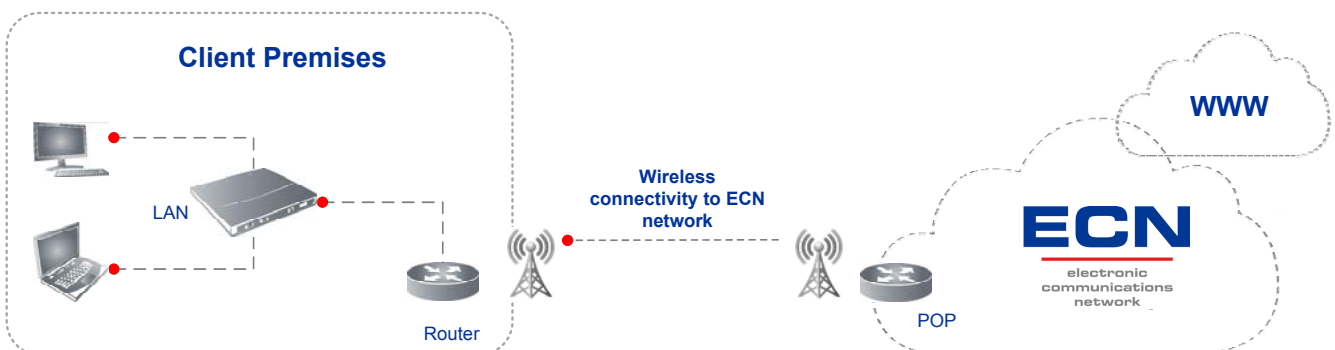 Client Premises
LAN
Router
Wireless
connectivity to ECN
network
WWW
ECN
electronic
communications
network
POP